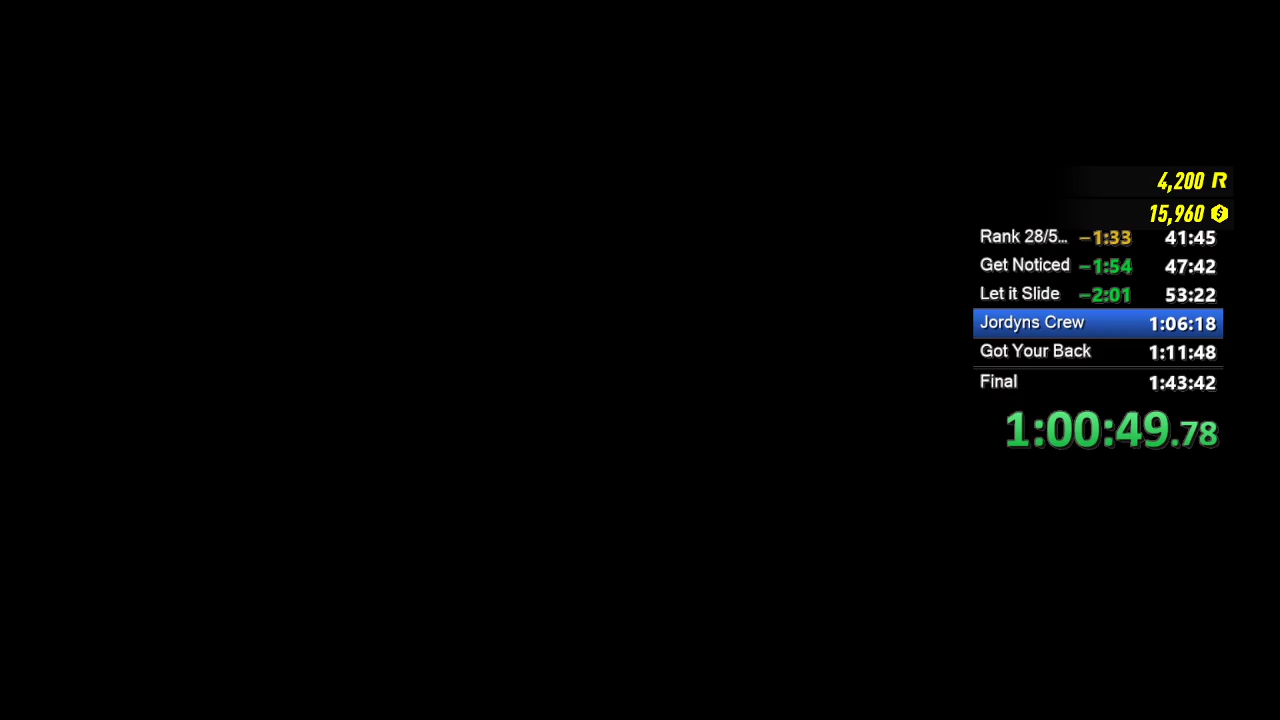 4,200 R
15,960
Rank 28/5... −1:33 41:45
Get Noticed −1:54 47:42
Let it Slide −2:01 53:22
Jordyns Crew 1:06:18
Got Your Back 1:11:48
Final 1:43:42
1:00:49.78